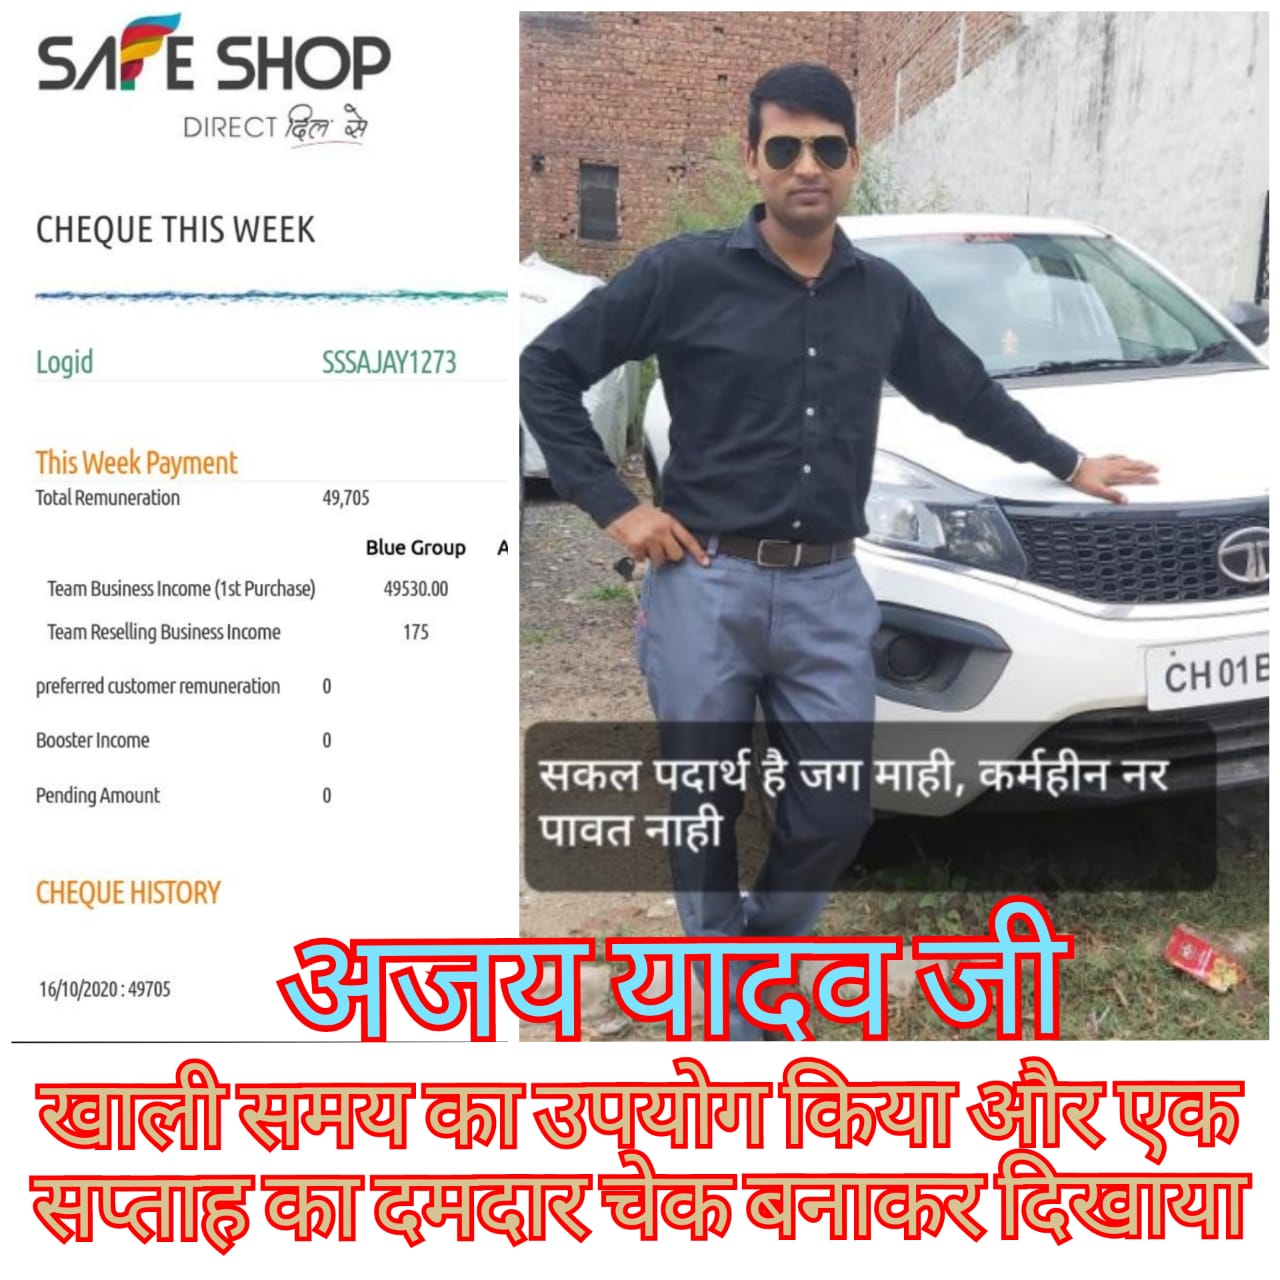 SAFE SHOP
DIRECT दिल से
CHEQUE THIS WEEK
Logid SSSAJAY1273
This Week Payment
Total Remuneration 49,705
Blue Group A
Team Business Income (1st Purchase) 49530.00
Team Reselling Business Income 175
preferred customer remuneration 0
Booster Income 0
Pending Amount 0
CHEQUE HISTORY
16/10/2020 : 49705
CH 01B
सकल पदार्थ है जग माही, कर्महीन नर
पावत नाही
अजय यादव जी
खाली समय का उपयोग किया और एक
सप्ताह का दमदार चेक बनाकर दिखाया